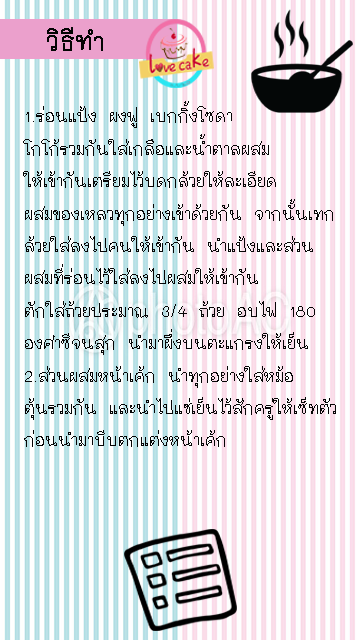 วิธีทำ
Love cake
1.ร่อนแป้ง ผงฟู เบกกิ้งโซดา
โกโก้รวมกันใส่เกลือและน้ำตาลผสม
ให้เข้ากันเตรียมไว้บดกล้วยให้ละเอียด
ผสมของเหลวทุกอย่างเข้าด้วยกัน จากนั้นเทก
ล้วยใส่ลงไปคนให้เข้ากัน นำแป้งและส่วน
ผสมที่ร่อนไว้ใส่ลงไปผสมให้เข้ากัน
ตักใส่ถ้วยประมาณ 3/4 ถ้วย อบไฟ 180
องศาซีจนสุก นำมาผึ่งบนตะแกรงให้เย็น
2.ส่วนผสมหน้าเค้ก นำทุกอย่างใส่หม้อ
ตุ๋นรวมกัน และนำไปแช่เย็นไว้สักครู่ให้เซ็ทตัว
ก่อนนำมาบีบตกแต่งหน้าเค้ก